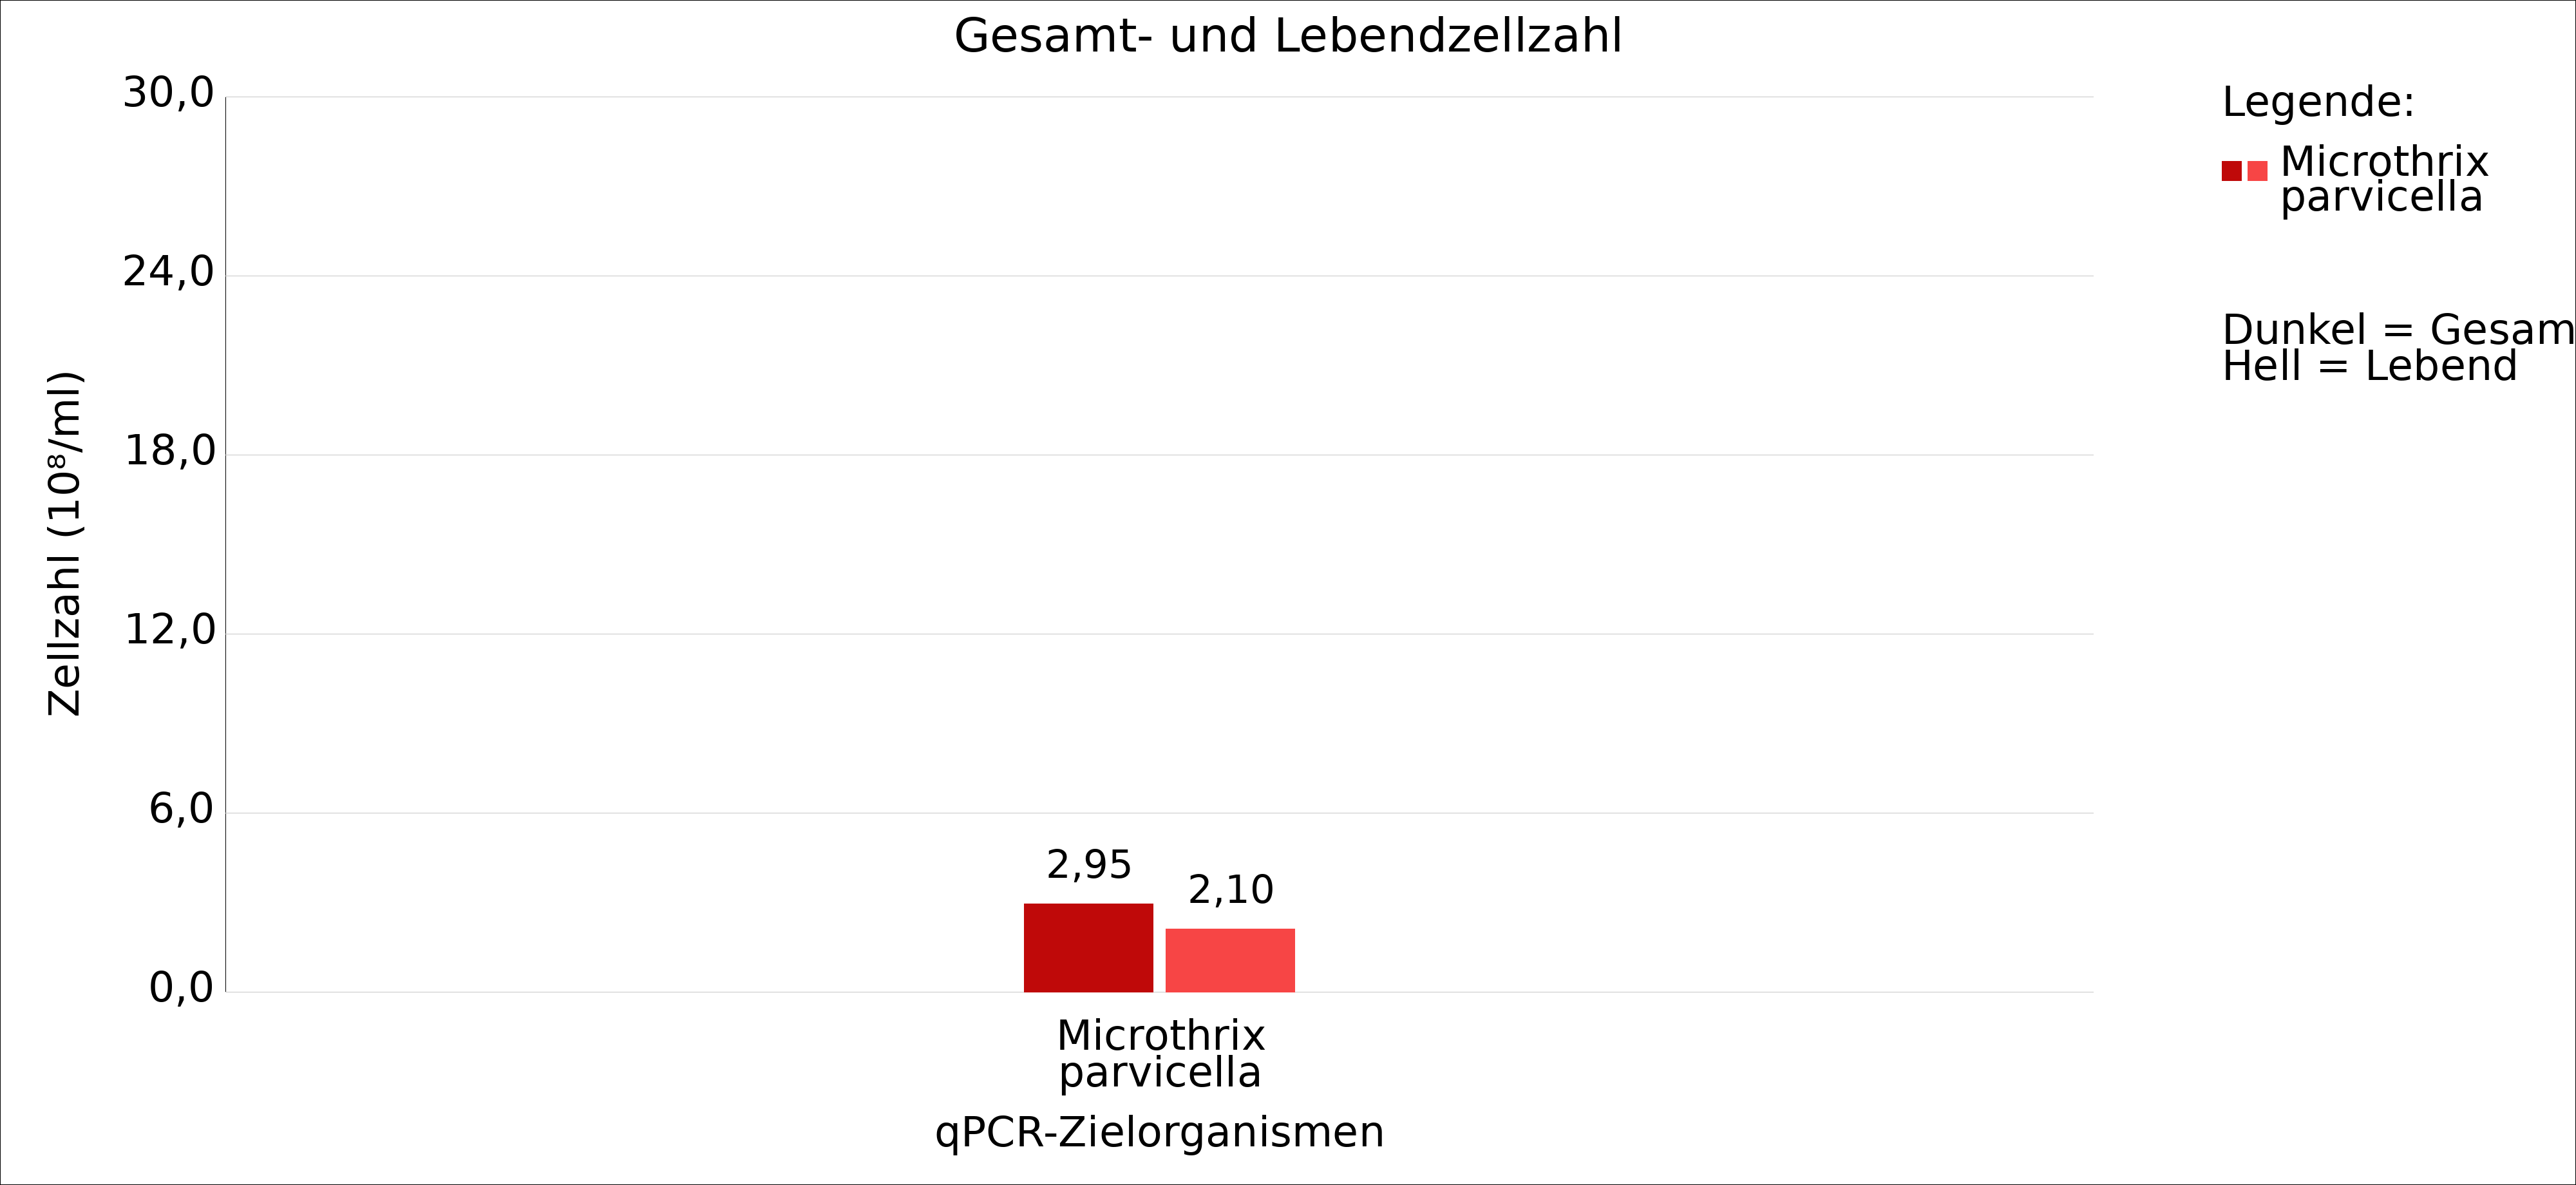 Gesamt- und Lebendzellzahl
30,0
24,0
18,0
12,0
6,0
0,0
Zellzahl (10⁸/ml)
2,95
2,10
Microthrix
parvicella
qPCR-Zielorganismen
Legende:
Microthrix
parvicella
Dunkel = Gesam
Hell = Lebend